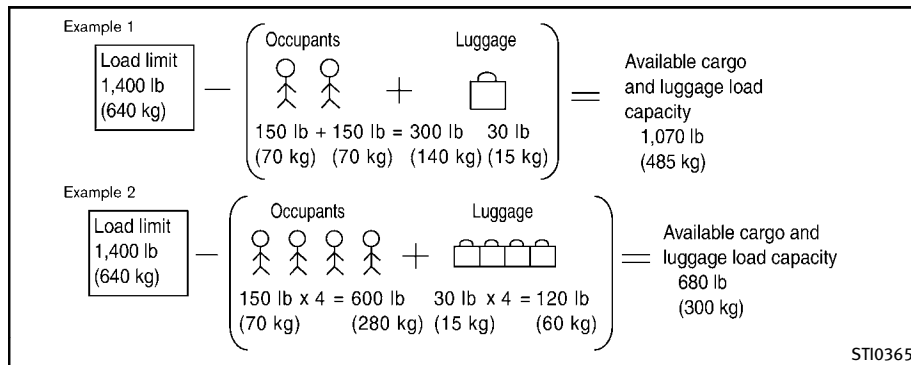 Example 1
Occupants Luggage
Load limit
1,400 lb
(640 kg)
−
+
=
Available cargo
and luggage load
capacity
1,070 lb
(485 kg)
150 lb + 150 lb = 300 lb 30 lb
(70 kg) (70 kg) (140 kg) (15 kg)
Example 2
Occupants Luggage
Load limit
1,400 lb
(640 kg)
−
+
=
Available cargo and
luggage load capacity
680 lb
(300 kg)
150 lb x 4 = 600 lb 30 lb x 4 = 120 lb
(70 kg) (280 kg) (15 kg) (60 kg)
STI0365